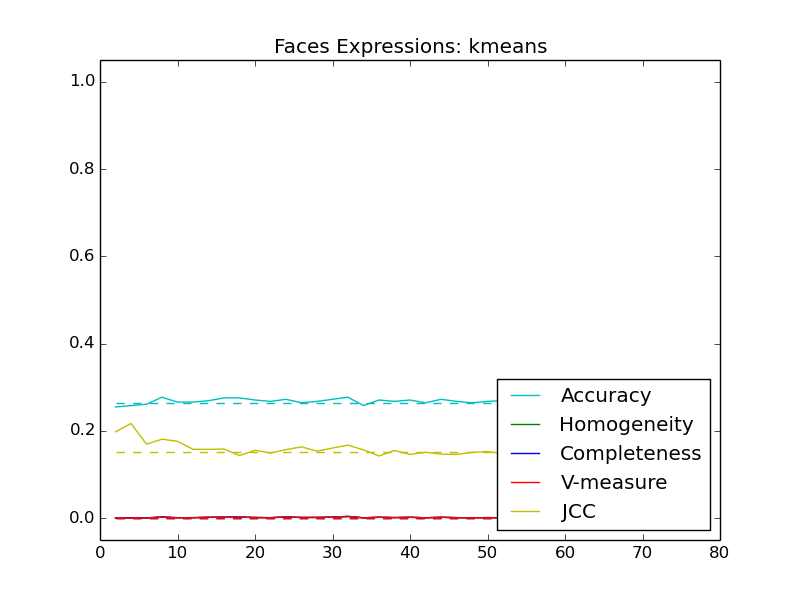 Faces Expressions: kmeans
1.0
0.8
0.6
0.4
0.2
0.0
Accuracy
Homogeneity
Completeness
V-measure
JCC
0 10 20 30 40 50 60 70 80